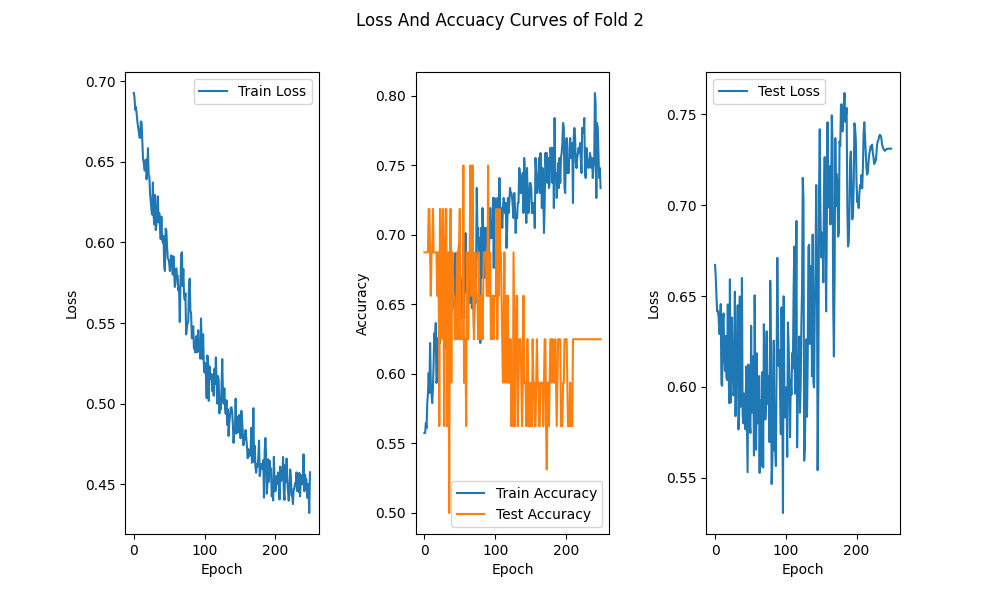 Loss And Accuacy Curves of Fold 2
0.70
0.65
0.60
0.55
0.50
0.45
Loss
Train Loss
0 100 200
Epoch
0.80
0.75
0.70
0.65
0.60
0.55
0.50
Accuracy
Train Accuracy
Test Accuracy
0 100 200
Epoch
0.75
0.70
0.65
0.60
0.55
Loss
Test Loss
0 100 200
Epoch